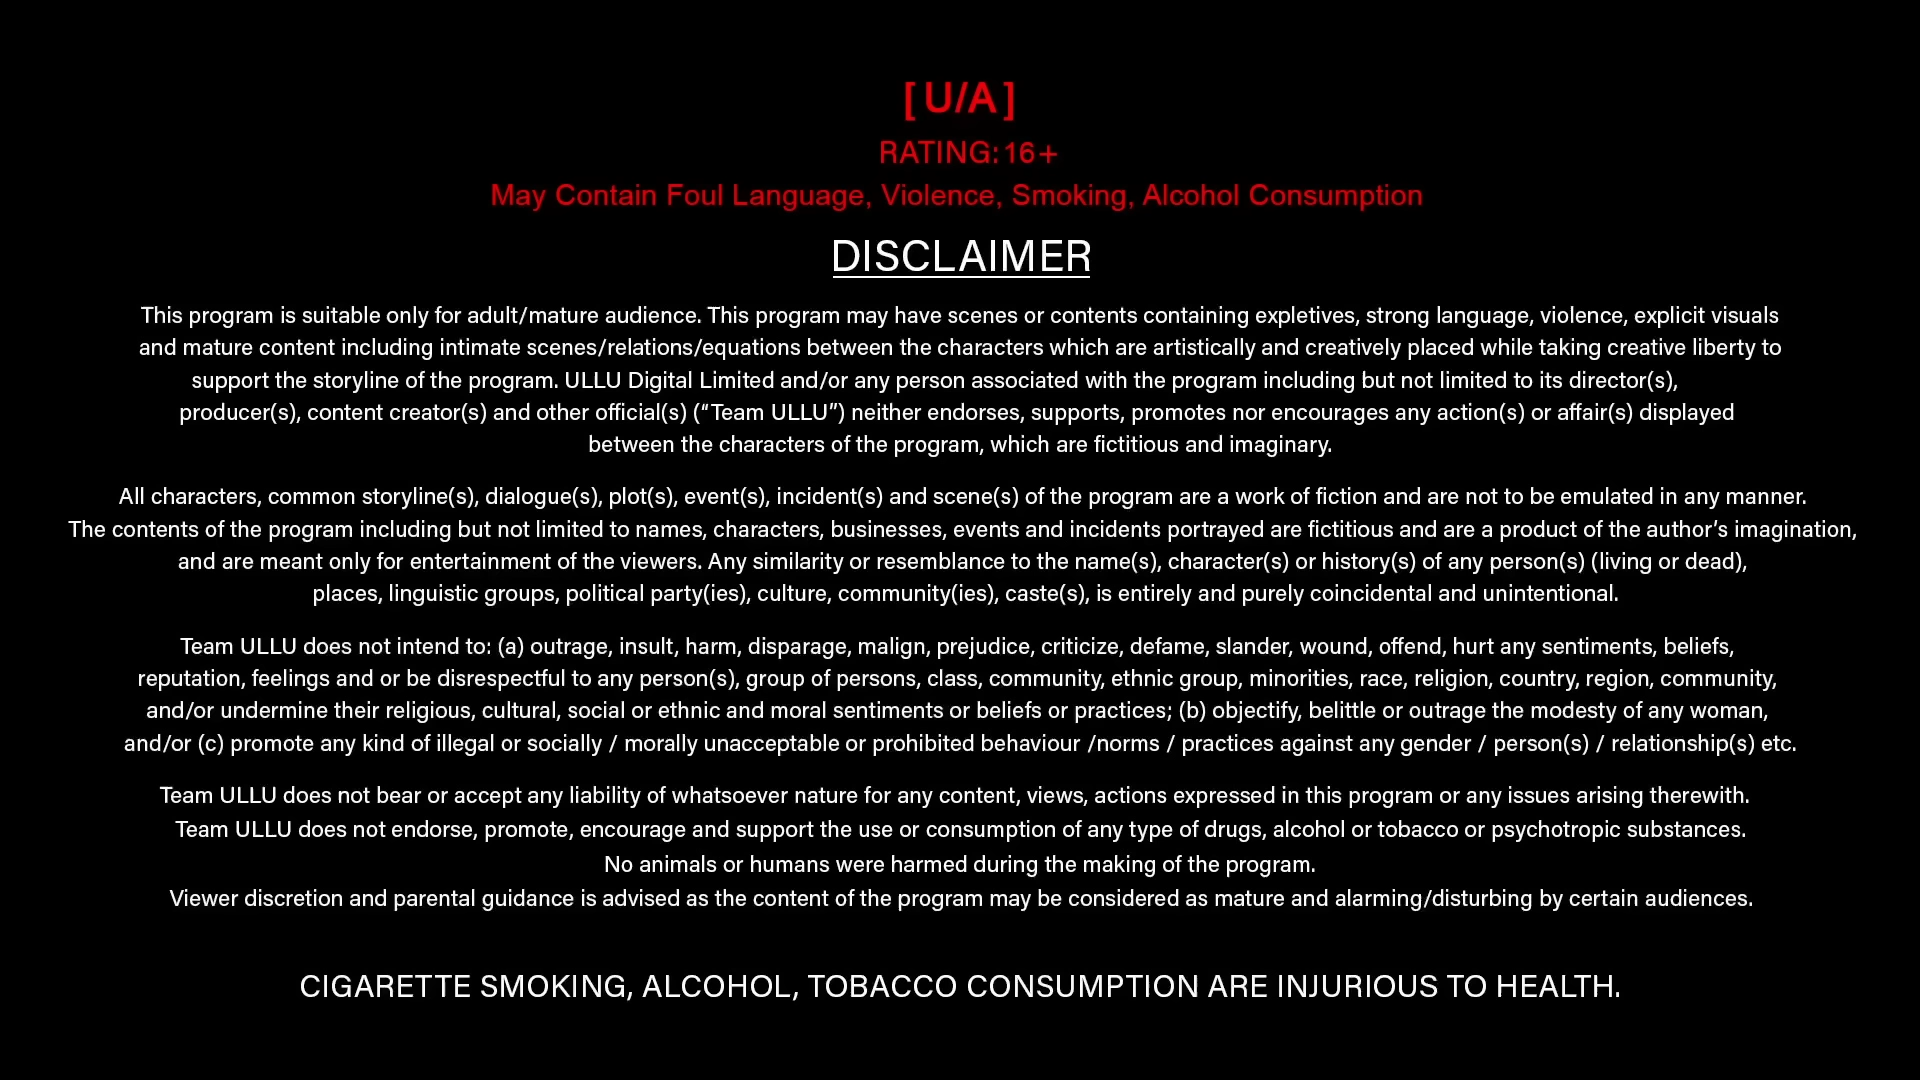 [ U/A ]
RATING: 16+
May Contain Foul Language, Violence, Smoking, Alcohol Consumption
DISCLAIMER
This program is suitable only for adult/mature audience. This program may have scenes or contents containing expletives, strong language, violence, explicit visuals
and mature content including intimate scenes/relations/equations between the characters which are artistically and creatively placed while taking creative liberty to
support the storyline of the program. ULLU Digital Limited and/or any person associated with the program including but not limited to its director(s),
producer(s), content creator(s) and other official(s) (“Team ULLU”) neither endorses, supports, promotes nor encourages any action(s) or affair(s) displayed
between the characters of the program, which are fictitious and imaginary.
All characters, common storyline(s), dialogue(s), plot(s), event(s), incident(s) and scene(s) of the program are a work of fiction and are not to be emulated in any manner.
The contents of the program including but not limited to names, characters, businesses, events and incidents portrayed are fictitious and are a product of the author’s imagination,
and are meant only for entertainment of the viewers. Any similarity or resemblance to the name(s), character(s) or history(s) of any person(s) (living or dead),
places, linguistic groups, political party(ies), culture, community(ies), caste(s), is entirely and purely coincidental and unintentional.
Team ULLU does not intend to: (a) outrage, insult, harm, disparage, malign, prejudice, criticize, defame, slander, wound, offend, hurt any sentiments, beliefs,
reputation, feelings and or be disrespectful to any person(s), group of persons, class, community, ethnic group, minorities, race, religion, country, region, community,
and/or undermine their religious, cultural, social or ethnic and moral sentiments or beliefs or practices; (b) objectify, belittle or outrage the modesty of any woman,
and/or (c) promote any kind of illegal or socially / morally unacceptable or prohibited behaviour /norms / practices against any gender / person(s) / relationship(s) etc.
Team ULLU does not bear or accept any liability of whatsoever nature for any content, views, actions expressed in this program or any issues arising therewith.
Team ULLU does not endorse, promote, encourage and support the use or consumption of any type of drugs, alcohol or tobacco or psychotropic substances.
No animals or humans were harmed during the making of the program.
Viewer discretion and parental guidance is advised as the content of the program may be considered as mature and alarming/disturbing by certain audiences.
CIGARETTE SMOKING, ALCOHOL, TOBACCO CONSUMPTION ARE INJURIOUS TO HEALTH.